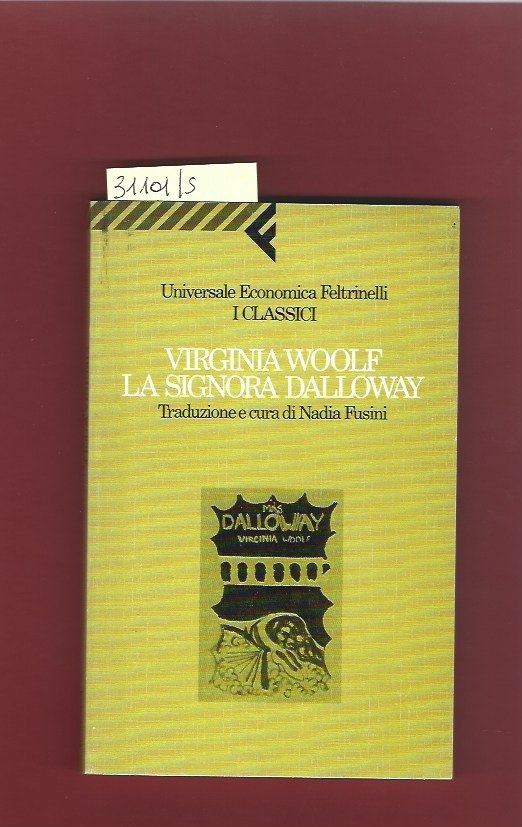 31101/S
Universale Economica Feltrinelli
I CLASSICI
VIRGINIA WOOLF
LA SIGNORA DALLOWAY
Traduzione e cura di Nadia Fusini
MRS
DALLOWAY
VIRGINIA WOOLF